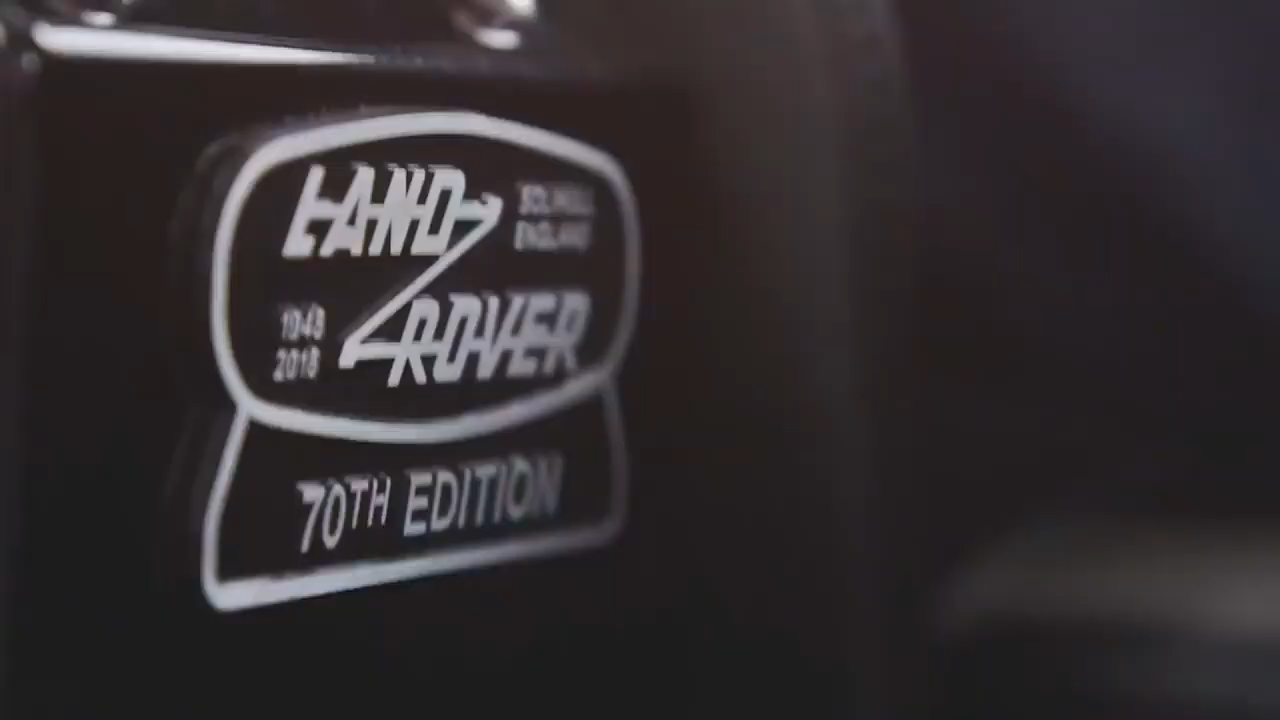 LAND
SOLIHULL
ENGLAND
1948
2018
ROVER
70TH EDITION